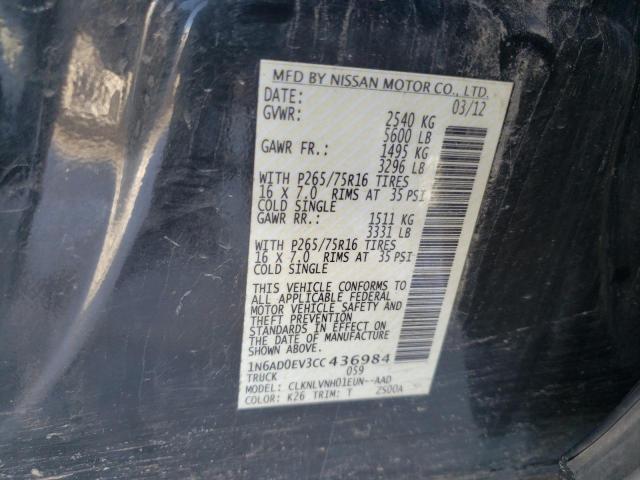 MFD BY NISSAN MOTOR CO., LTD.
DATE: 03/12
GVWR: 2540 KG
5600 LB
GAWR FR.: 1495 KG
3296 LB
WITH P265/75R16 TIRES
16 X 7.0 RIMS AT 35 PSI
COLD SINGLE
GAWR RR.: 1511 KG
3331 LB
WITH P265/75R16 TIRES
16 X 7.0 RIMS AT 35 PSI
COLD SINGLE
THIS VEHICLE CONFORMS TO
ALL APPLICABLE FEDERAL
MOTOR VEHICLE SAFETY AND
THEFT PREVENTION
STANDARDS IN EFFECT ON
THE DATE OF MANUFACTURE
SHOWN ABOVE.
1N6AD0EV3CC436984
TRUCK 059
MODEL: CLKNLVNH01EUN--AAD
COLOR: K26 TRIM: T 2S00A